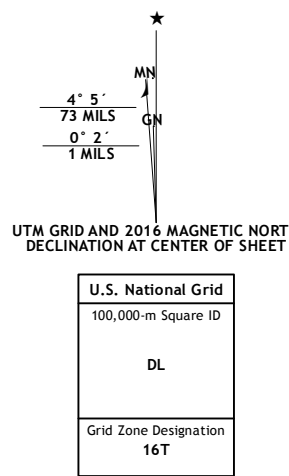 MN
4° 5´
73 MILS
GN
0° 2´
1 MILS
UTM GRID AND 2016 MAGNETIC NORT
DECLINATION AT CENTER OF SHEET
U.S. National Grid
100,000-m Square ID
DL
Grid Zone Designation
16T